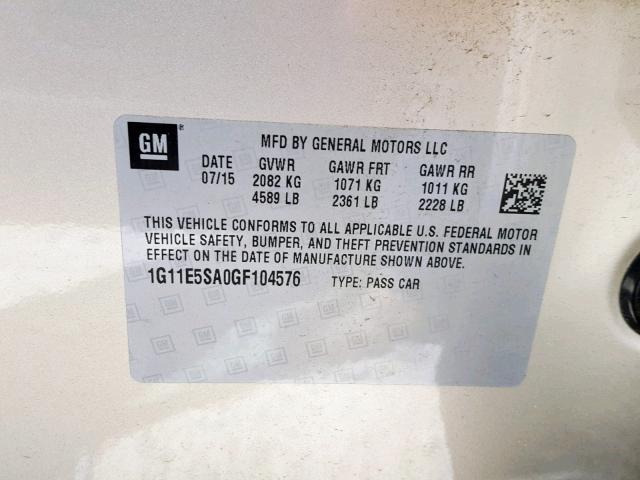 GM ®
MFD BY GENERAL MOTORS LLC
DATE GVWR GAWR FRT GAWR RR
07/15 2082 KG 1071 KG 1011 KG
4589 LB 2361 LB 2228 LB
THIS VEHICLE CONFORMS TO ALL APPLICABLE U.S. FEDERAL MOTOR
VEHICLE SAFETY, BUMPER, AND THEFT PREVENTION STANDARDS IN
EFFECT ON THE DATE OF MANUFACTURE SHOWN ABOVE.
1G11E5SA0GF104576 TYPE: PASS CAR